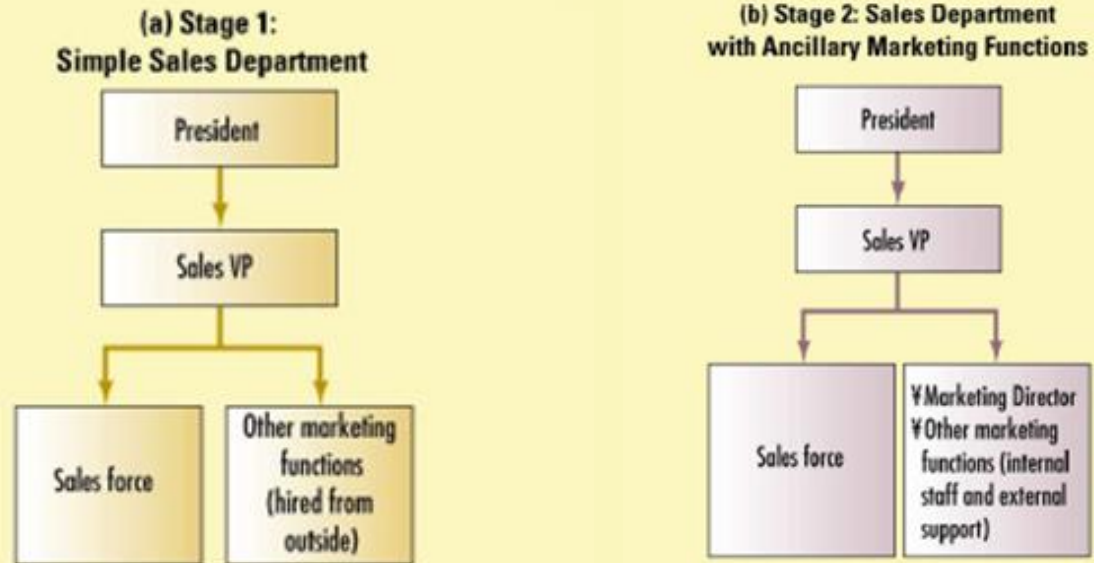 (a) Stage 1:
Simple Sales Department
President
Sales VP
Sales force
Other marketing
functions
(hired from
outside)
(b) Stage 2: Sales Department
with Ancillary Marketing Functions
President
Sales VP
Sales force
¥Marketing Director
¥Other marketing
functions (internal
staff and external
support)